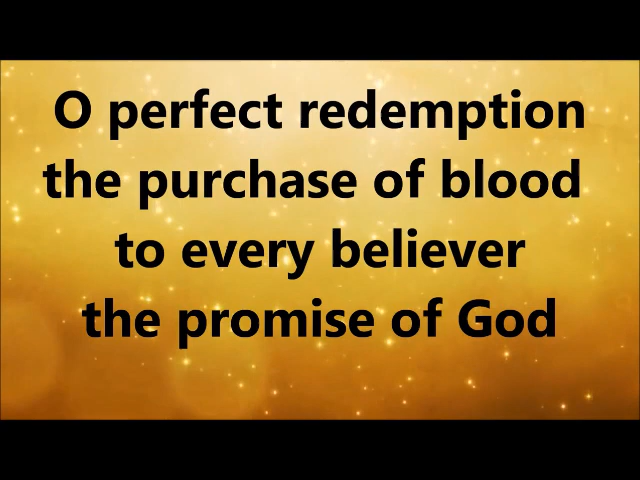 O perfect redemption
the purchase of blood
to every believer
the promise of God